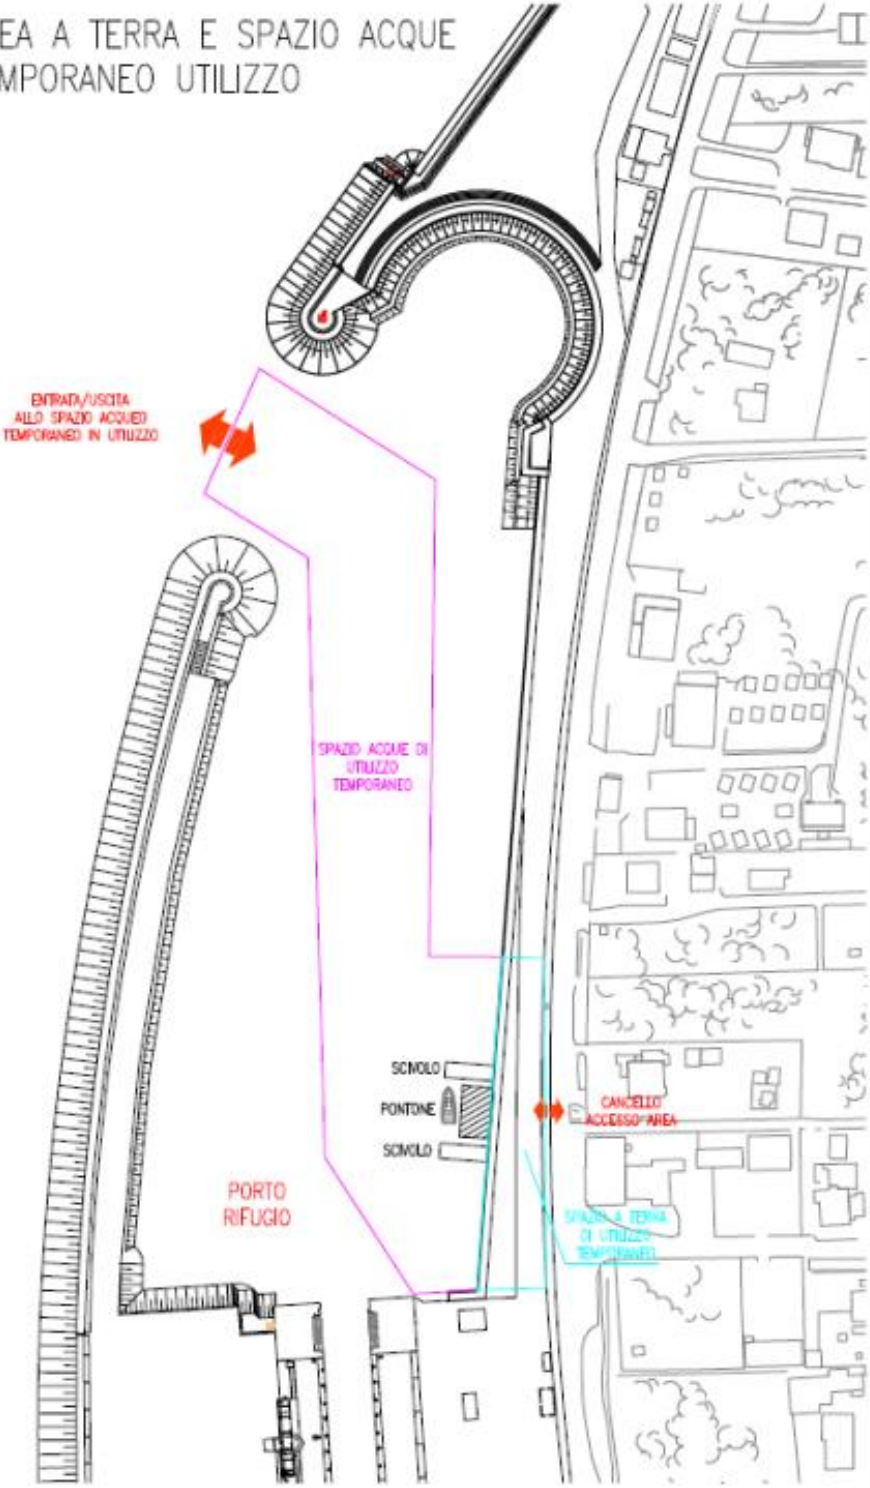 EA A TERRA E SPAZIO ACQUE
MPORANEO UTILIZZO
ENTRATA/USCITA
ALLO SPAZIO ACQUEO
TEMPORANEO IN UTILIZZO
SPAZIO ACQUE DI
UTILIZZO
TEMPORANEO
SCIVOLO
PONTONE
SCIVOLO
CANCELLO
ACCESSO AREA
PORTO
RIFUGIO
SPAZIO A TERRA
DI UTILIZZO
TEMPORANEO